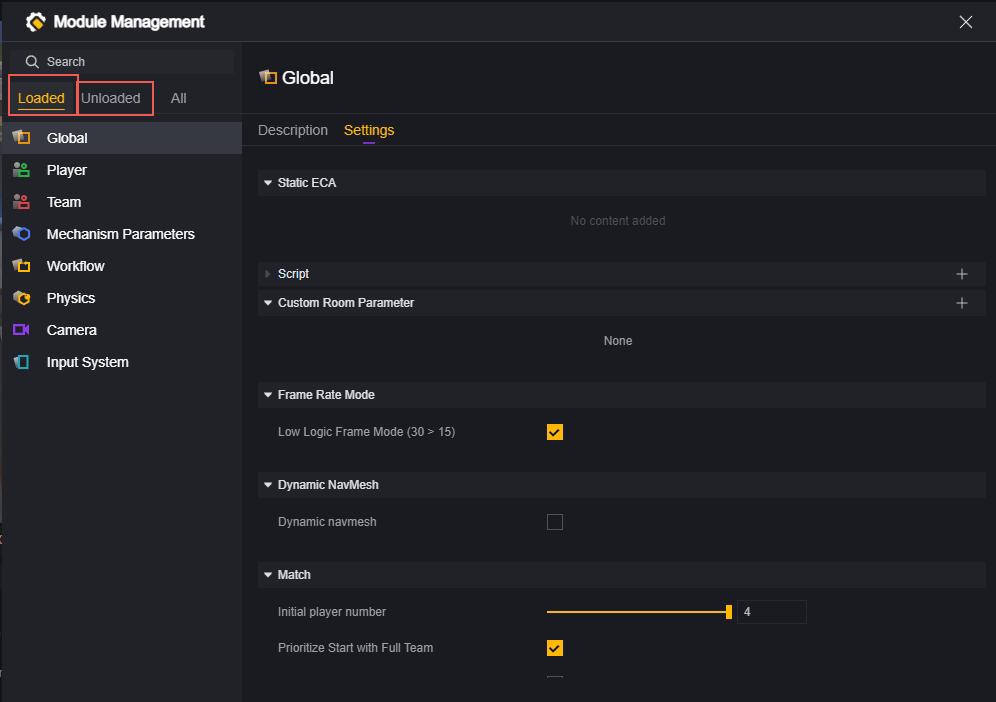 Module Management
Search
Loaded Unloaded All
Global
Player
Team
Mechanism Parameters
Workflow
Physics
Camera
Input System
Global
Description Settings
Static ECA
No content added
Script
Custom Room Parameter
None
Frame Rate Mode
Low Logic Frame Mode (30 > 15)
Dynamic NavMesh
Dynamic navmesh
Match
Initial player number 4
Prioritize Start with Full Team